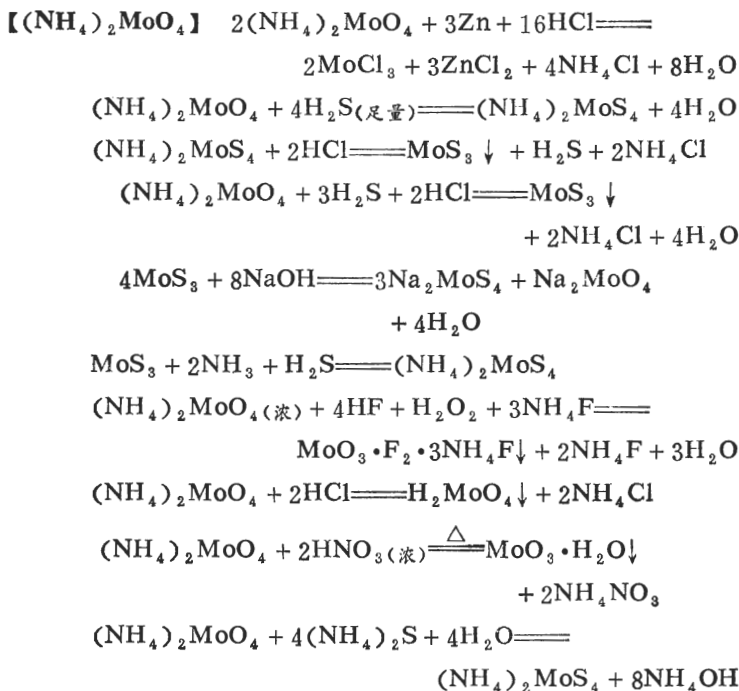 【(NH₄)₂MoO₄】 2(NH₄)₂MoO₄ + 3Zn + 16HCl══
2MoCl₃ + 3ZnCl₂ + 4NH₄Cl + 8H₂O
(NH₄)₂MoO₄ + 4H₂S(足量)══(NH₄)₂MoS₄ + 4H₂O
(NH₄)₂MoS₄ + 2HCl══MoS₃↓ + H₂S + 2NH₄Cl
(NH₄)₂MoO₄ + 3H₂S + 2HCl══MoS₃↓
+ 2NH₄Cl + 4H₂O
4MoS₃ + 8NaOH══3Na₂MoS₄ + Na₂MoO₄
+ 4H₂O
MoS₃ + 2NH₃ + H₂S══(NH₄)₂MoS₄
(NH₄)₂MoO₄(浓) + 4HF + H₂O₂ + 3NH₄F══
MoO₃·F₂·3NH₄F↓ + 2NH₄F + 3H₂O
(NH₄)₂MoO₄ + 2HCl══H₂MoO₄↓ + 2NH₄Cl
(NH₄)₂MoO₄ + 2HNO₃(浓)═△═MoO₃·H₂O↓
+ 2NH₄NO₃
(NH₄)₂MoO₄ + 4(NH₄)₂S + 4H₂O══
(NH₄)₂MoS₄ + 8NH₄OH